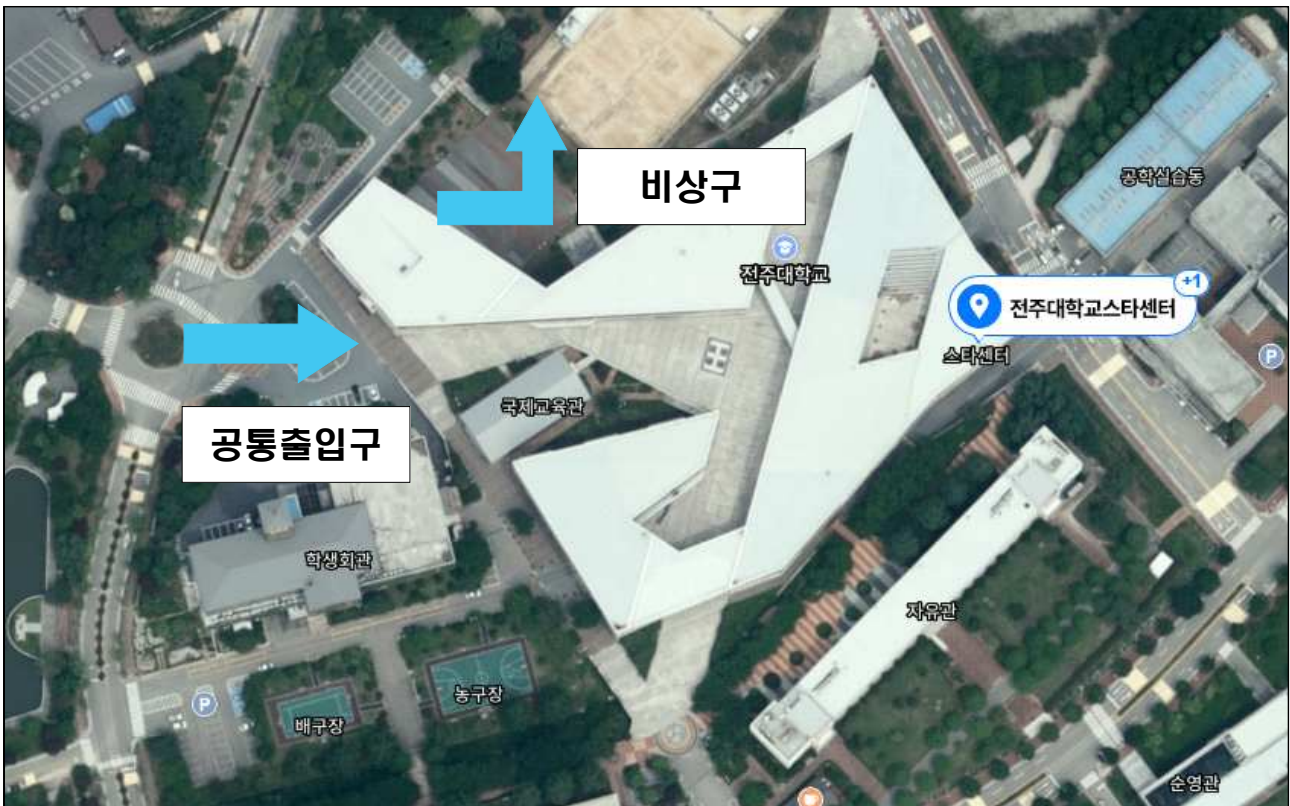 비상구
공학실습동
전주대학교
+1
전주대학교스타센터
스타센터
P
국제교육관
공통출입구
H
학생회관
자유관
농구장
P
배구장
순영관